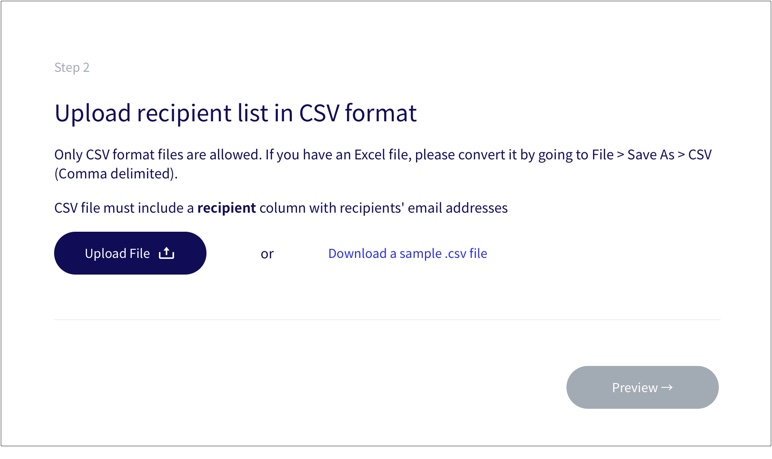 Step 2
Upload recipient list in CSV format
Only CSV format files are allowed. If you have an Excel file, please convert it by going to File > Save As > CSV
(Comma delimited).
CSV file must include a recipient column with recipients' email addresses
Upload File
or
Download a sample .csv file
Preview →